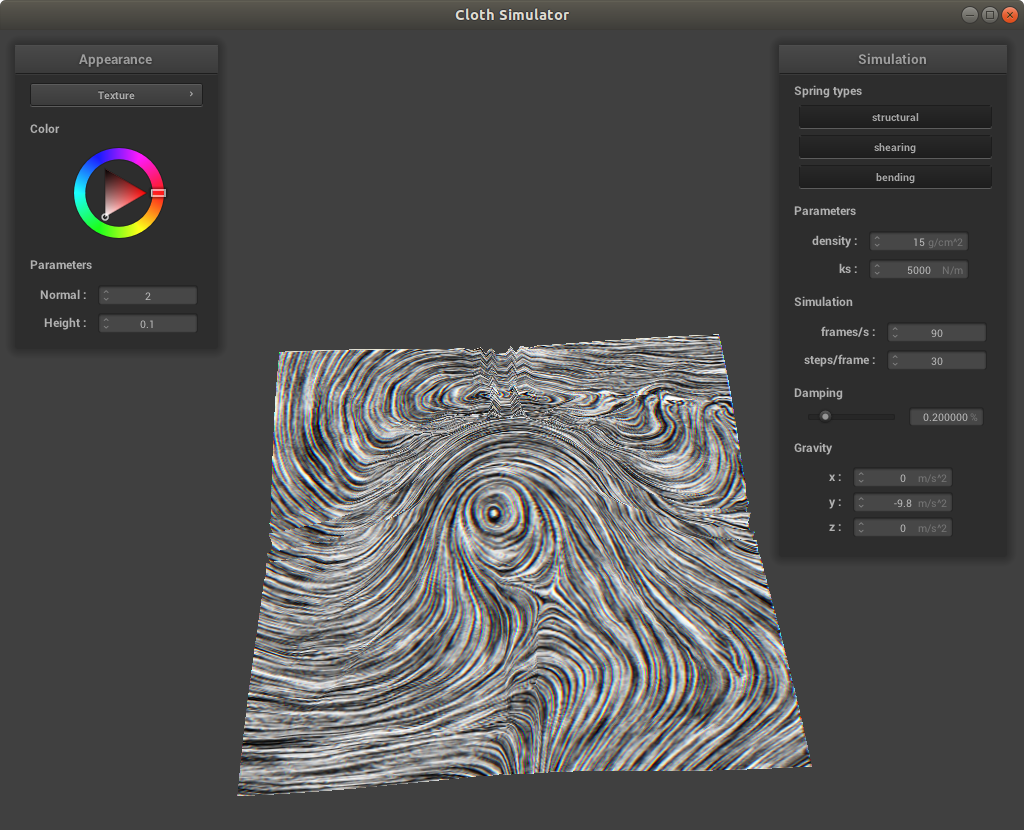 Cloth Simulator
Appearance
Texture
Color
Parameters
Normal : 2
Height : 0.1
Simulation
Spring types
structural
shearing
bending
Parameters
density : 15 g/cm^2
ks : 5000 N/m
Simulation
frames/s : 90
steps/frame : 30
Damping
0.200000 %
Gravity
x : 0 m/s^2
y : -9.8 m/s^2
z : 0 m/s^2